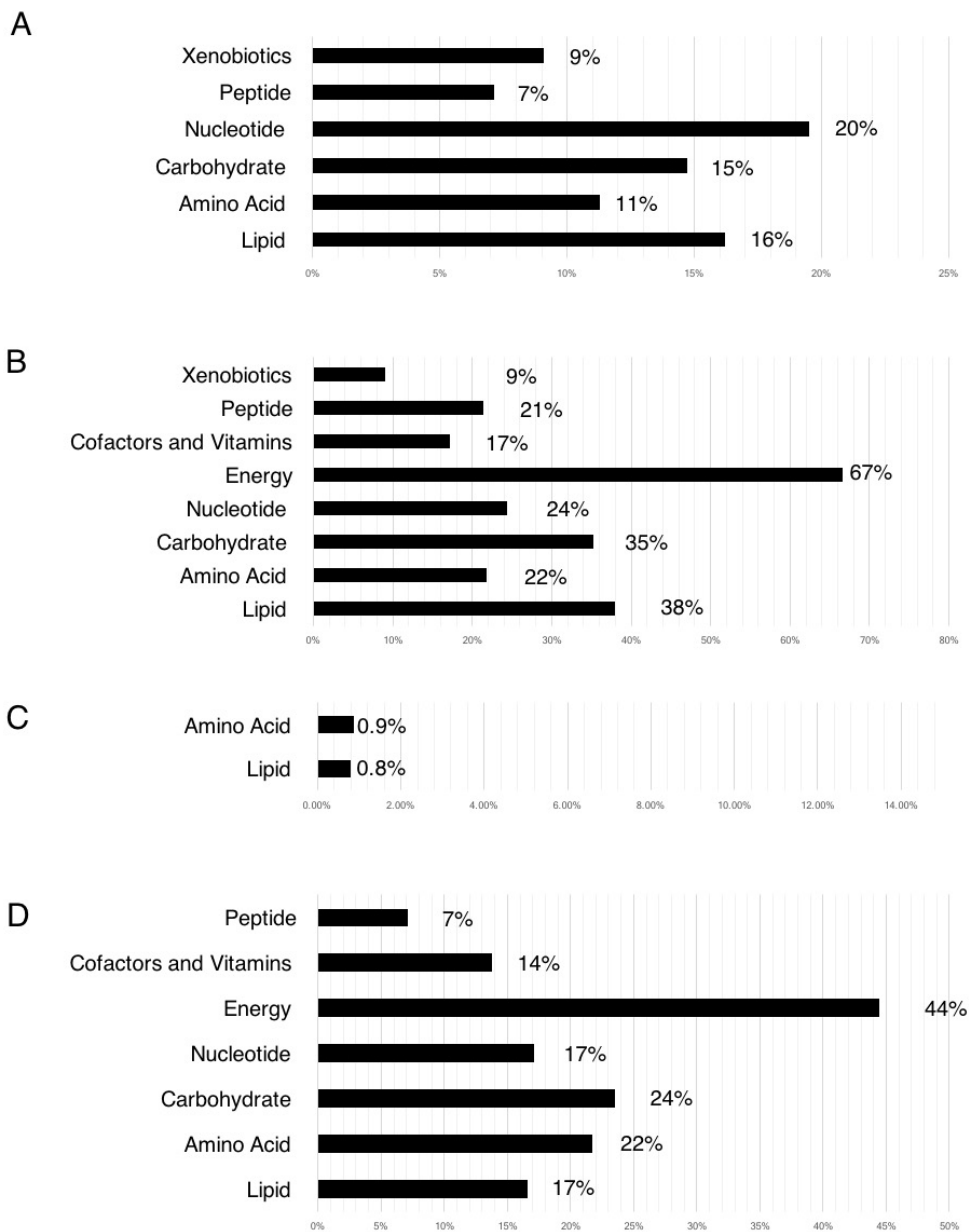 A
Xenobiotics 9%
Peptide 7%
Nucleotide 20%
Carbohydrate 15%
Amino Acid 11%
Lipid 16%
0% 5% 10% 15% 20% 25%
B
Xenobiotics 9%
Peptide 21%
Cofactors and Vitamins 17%
Energy 67%
Nucleotide 24%
Carbohydrate 35%
Amino Acid 22%
Lipid 38%
0% 10% 20% 30% 40% 50% 60% 70% 80%
C
Amino Acid 0.9%
Lipid 0.8%
0.00% 2.00% 4.00% 6.00% 8.00% 10.00% 12.00% 14.00%
D
Peptide 7%
Cofactors and Vitamins 14%
Energy 44%
Nucleotide 17%
Carbohydrate 24%
Amino Acid 22%
Lipid 17%
0% 5% 10% 15% 20% 25% 30% 35% 40% 45% 50%